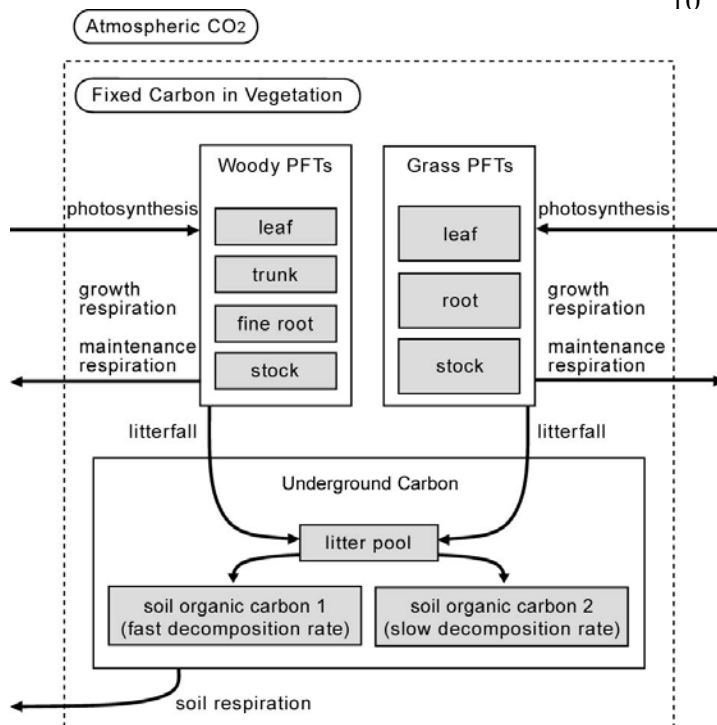 10
Atmospheric CO2
Fixed Carbon in Vegetation
Woody PFTs
Grass PFTs
photosynthesis
photosynthesis
leaf
trunk
fine root
stock
leaf
root
stock
growth
respiration
maintenance
respiration
growth
respiration
maintenance
respiration
litterfall
litterfall
Underground Carbon
litter pool
soil organic carbon 1
(fast decomposition rate)
soil organic carbon 2
(slow decomposition rate)
soil respiration